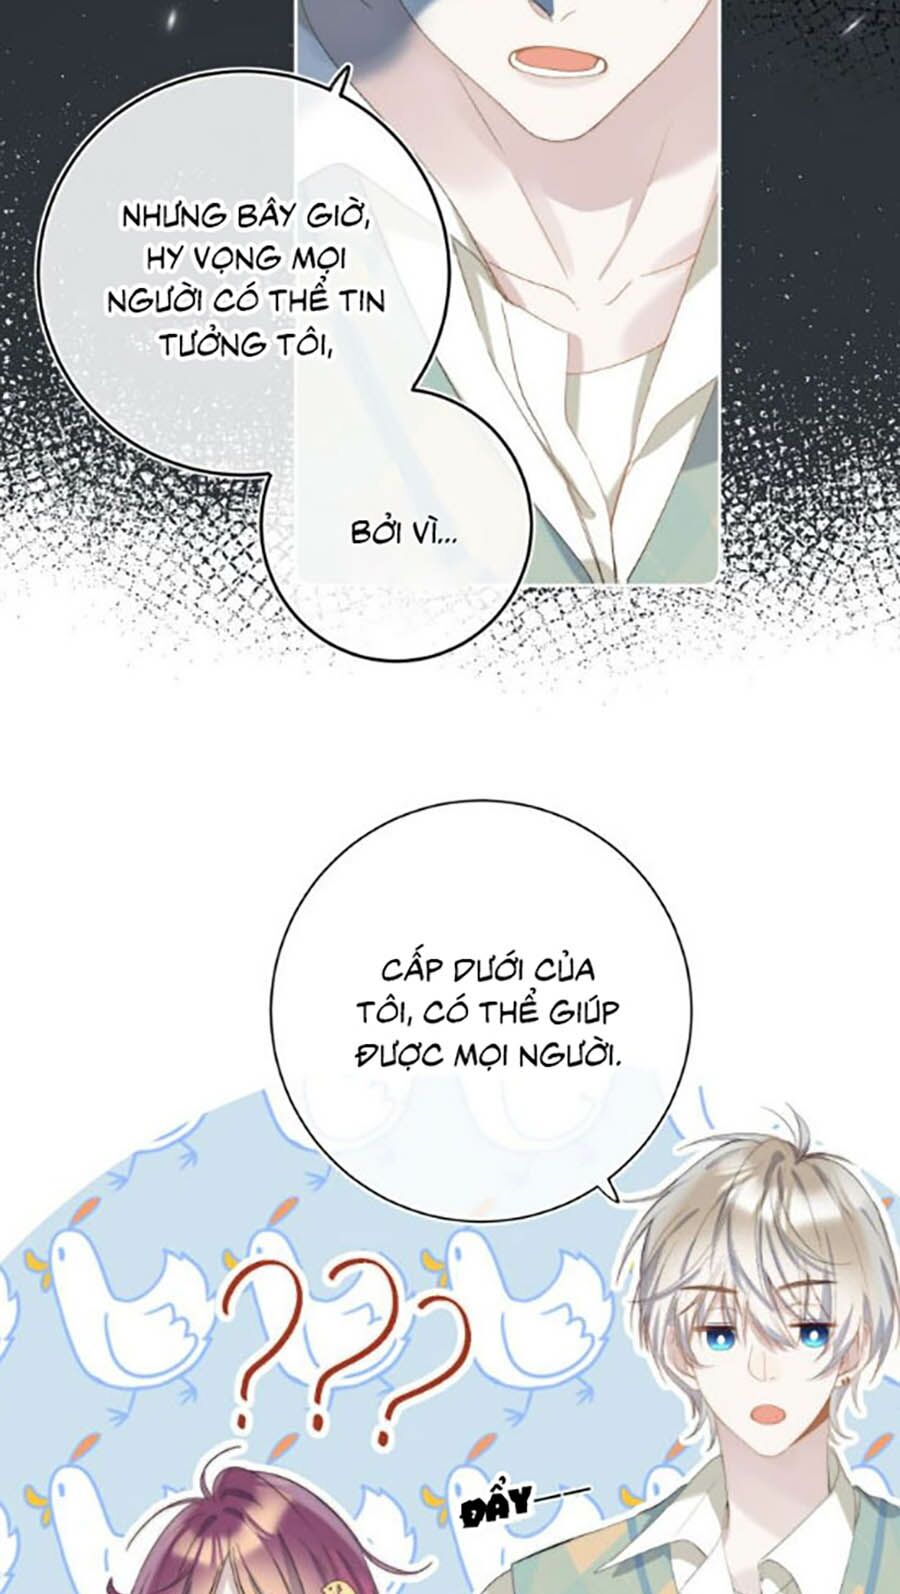 NHƯNG BÂY GIỜ,
HY VỌNG MỌI
NGƯỜI CÓ THỂ TIN
TƯỞNG TÔI,
BỞI VÌ...
CẤP DƯỚI CỦA
TÔI, CÓ THỂ GIÚP
ĐƯỢC MỌI NGƯỜI.
???
ĐẨY